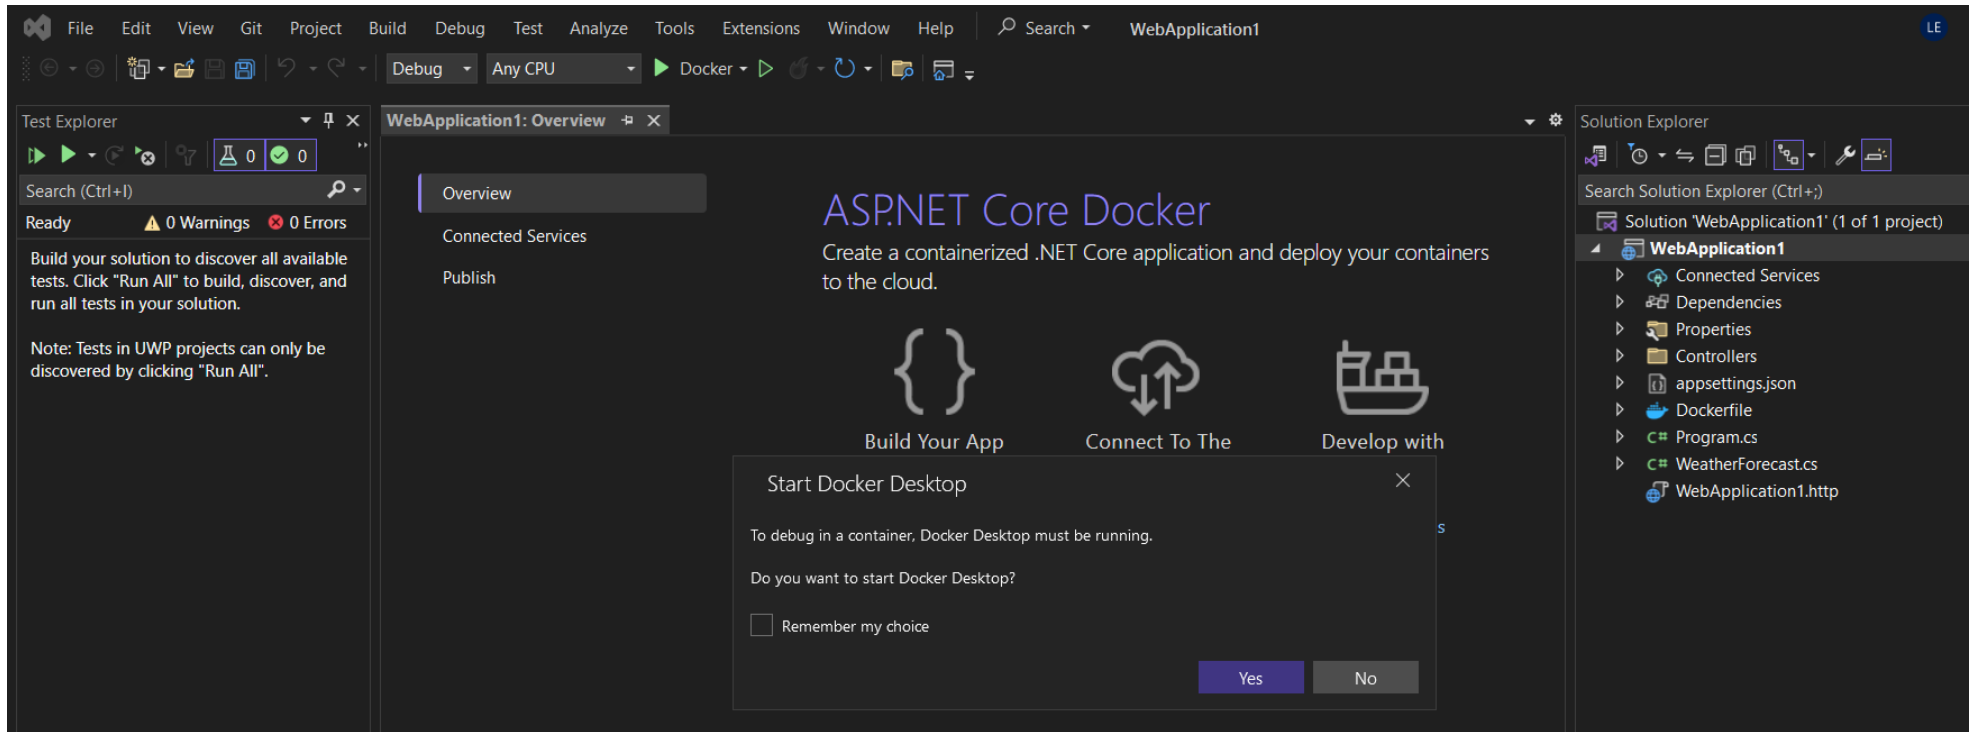 File Edit View Git Project Build Debug Test Analyze Tools Extensions Window Help Search WebApplication1 LE
Debug Any CPU Docker
Test Explorer
0 0
Search (Ctrl+I)
Ready 0 Warnings 0 Errors
Build your solution to discover all available
tests. Click "Run All" to build, discover, and
run all tests in your solution.
Note: Tests in UWP projects can only be
discovered by clicking "Run All".
WebApplication1: Overview
Overview
Connected Services
Publish
ASP.NET Core Docker
Create a containerized .NET Core application and deploy your containers
to the cloud.
Build Your App
Connect To The
Develop with
s
Start Docker Desktop
To debug in a container, Docker Desktop must be running.
Do you want to start Docker Desktop?
Remember my choice
Yes No
Solution Explorer
Search Solution Explorer (Ctrl+;)
Solution 'WebApplication1' (1 of 1 project)
WebApplication1
Connected Services
Dependencies
Properties
Controllers
appsettings.json
Dockerfile
C# Program.cs
C# WeatherForecast.cs
WebApplication1.http